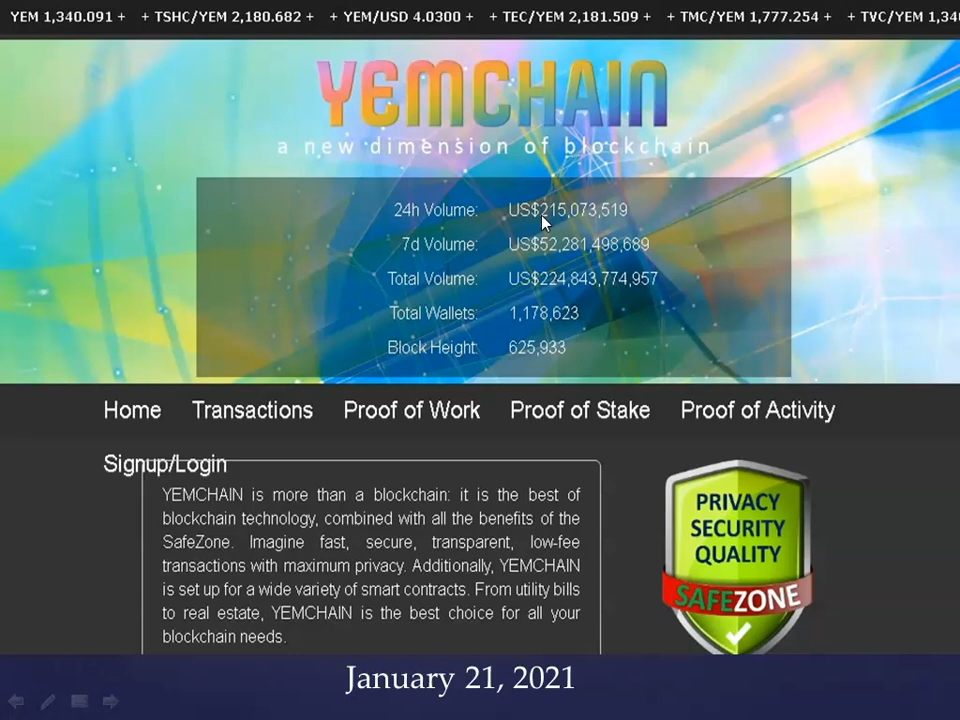 YEM 1,340.091 + + TSHC/YEM 2,180.682 + + YEM/USD 4.0300 + + TEC/YEM 2,181.509 + + TMC/YEM 1,777.254 + + TVC/YEM 1,340
YEMCHAIN
a new dimension of blockchain
24h Volume: US$215,073,519
7d Volume: US$52,281,498,689
Total Volume: US$224,843,774,957
Total Wallets: 1,178,623
Block Height: 625,933
Home Transactions Proof of Work Proof of Stake Proof of Activity
Signup/Login
YEMCHAIN is more than a blockchain: it is the best of
blockchain technology, combined with all the benefits of the
SafeZone. Imagine fast, secure, transparent, low-fee
transactions with maximum privacy. Additionally, YEMCHAIN
is set up for a wide variety of smart contracts. From utility bills
to real estate, YEMCHAIN is the best choice for all your
blockchain needs.
PRIVACY
SECURITY
QUALITY
SAFEZONE
January 21, 2021